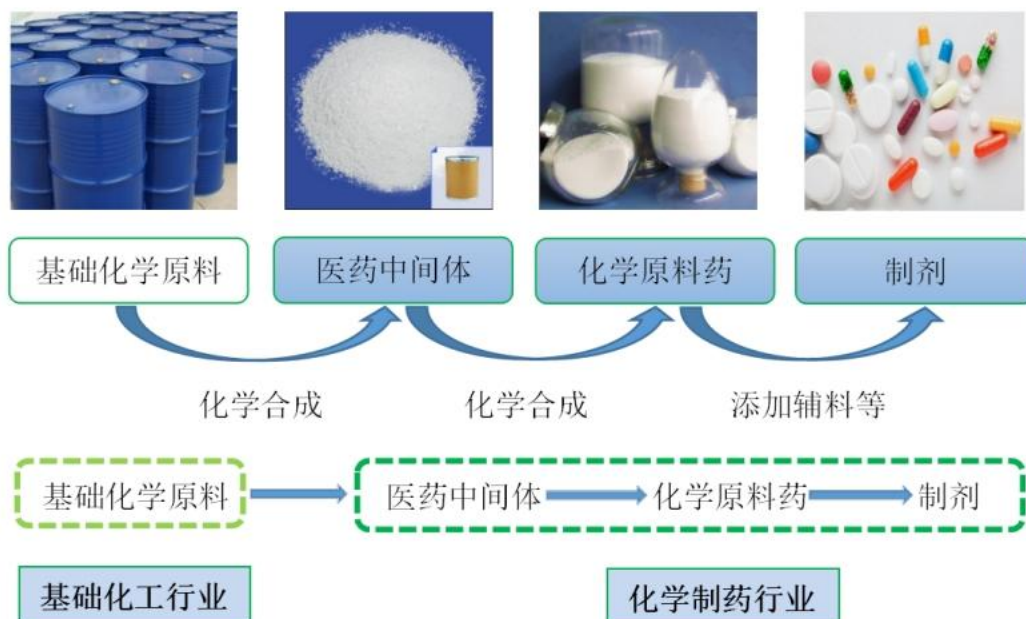 基础化学原料
医药中间体
化学原料药
制剂
化学合成
化学合成
添加辅料等
基础化学原料
医药中间体
化学原料药
制剂
基础化工行业
化学制药行业